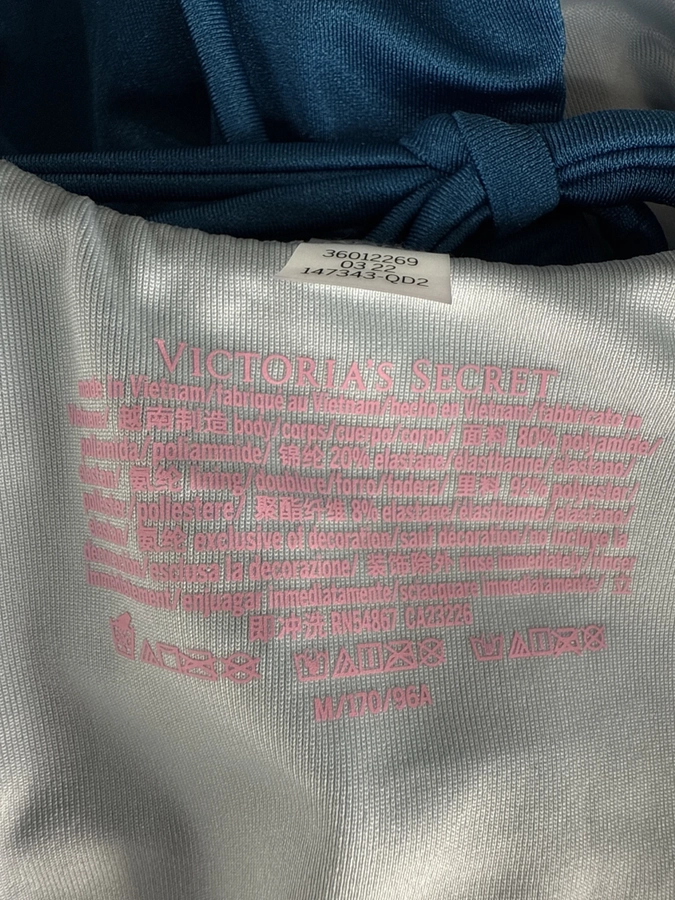 36012269
03 22
147343-QD2
VICTORIA'S SECRET
made in Vietnam/fabriqué au Vietnam/hecho en Vietnam/fabbricato in
Vietnam/ 越南制造 body/corps/cuerpo/corpo/ 面料 80% polyamide/
poliamida/poliammide/ 锦纶 20% elastane/élasthanne/elastano/
elastan/ 氨纶 lining/doublure/forro/fodera/ 里料 92% polyester/
poliéster/poliestere/ 聚酯纤维 8% elastane/élasthanne/elastano/
elastan/ 氨纶 exclusive of decoration/sauf décoration/no incluye la
decoración/esclusa la decorazione/ 装饰除外 rinse immediately/rincer
immédiatement/enjuagar inmediatamente/sciacquare immediatamente/ 立
即冲洗 RN54867 CA23226
M/170/96A